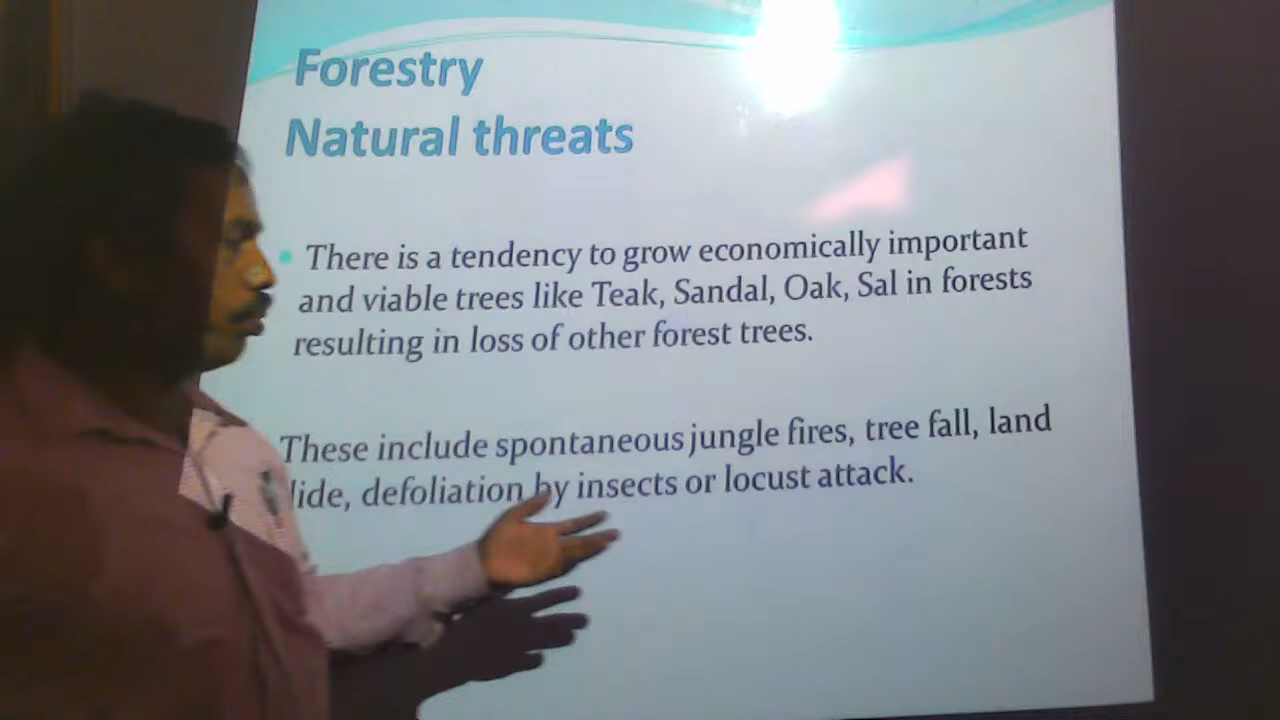 Forestry
Natural threats
There is a tendency to grow economically important
and viable trees like Teak, Sandal, Oak, Sal in forests
resulting in loss of other forest trees.
These include spontaneous jungle fires, tree fall, land
lide, defoliation by insects or locust attack.